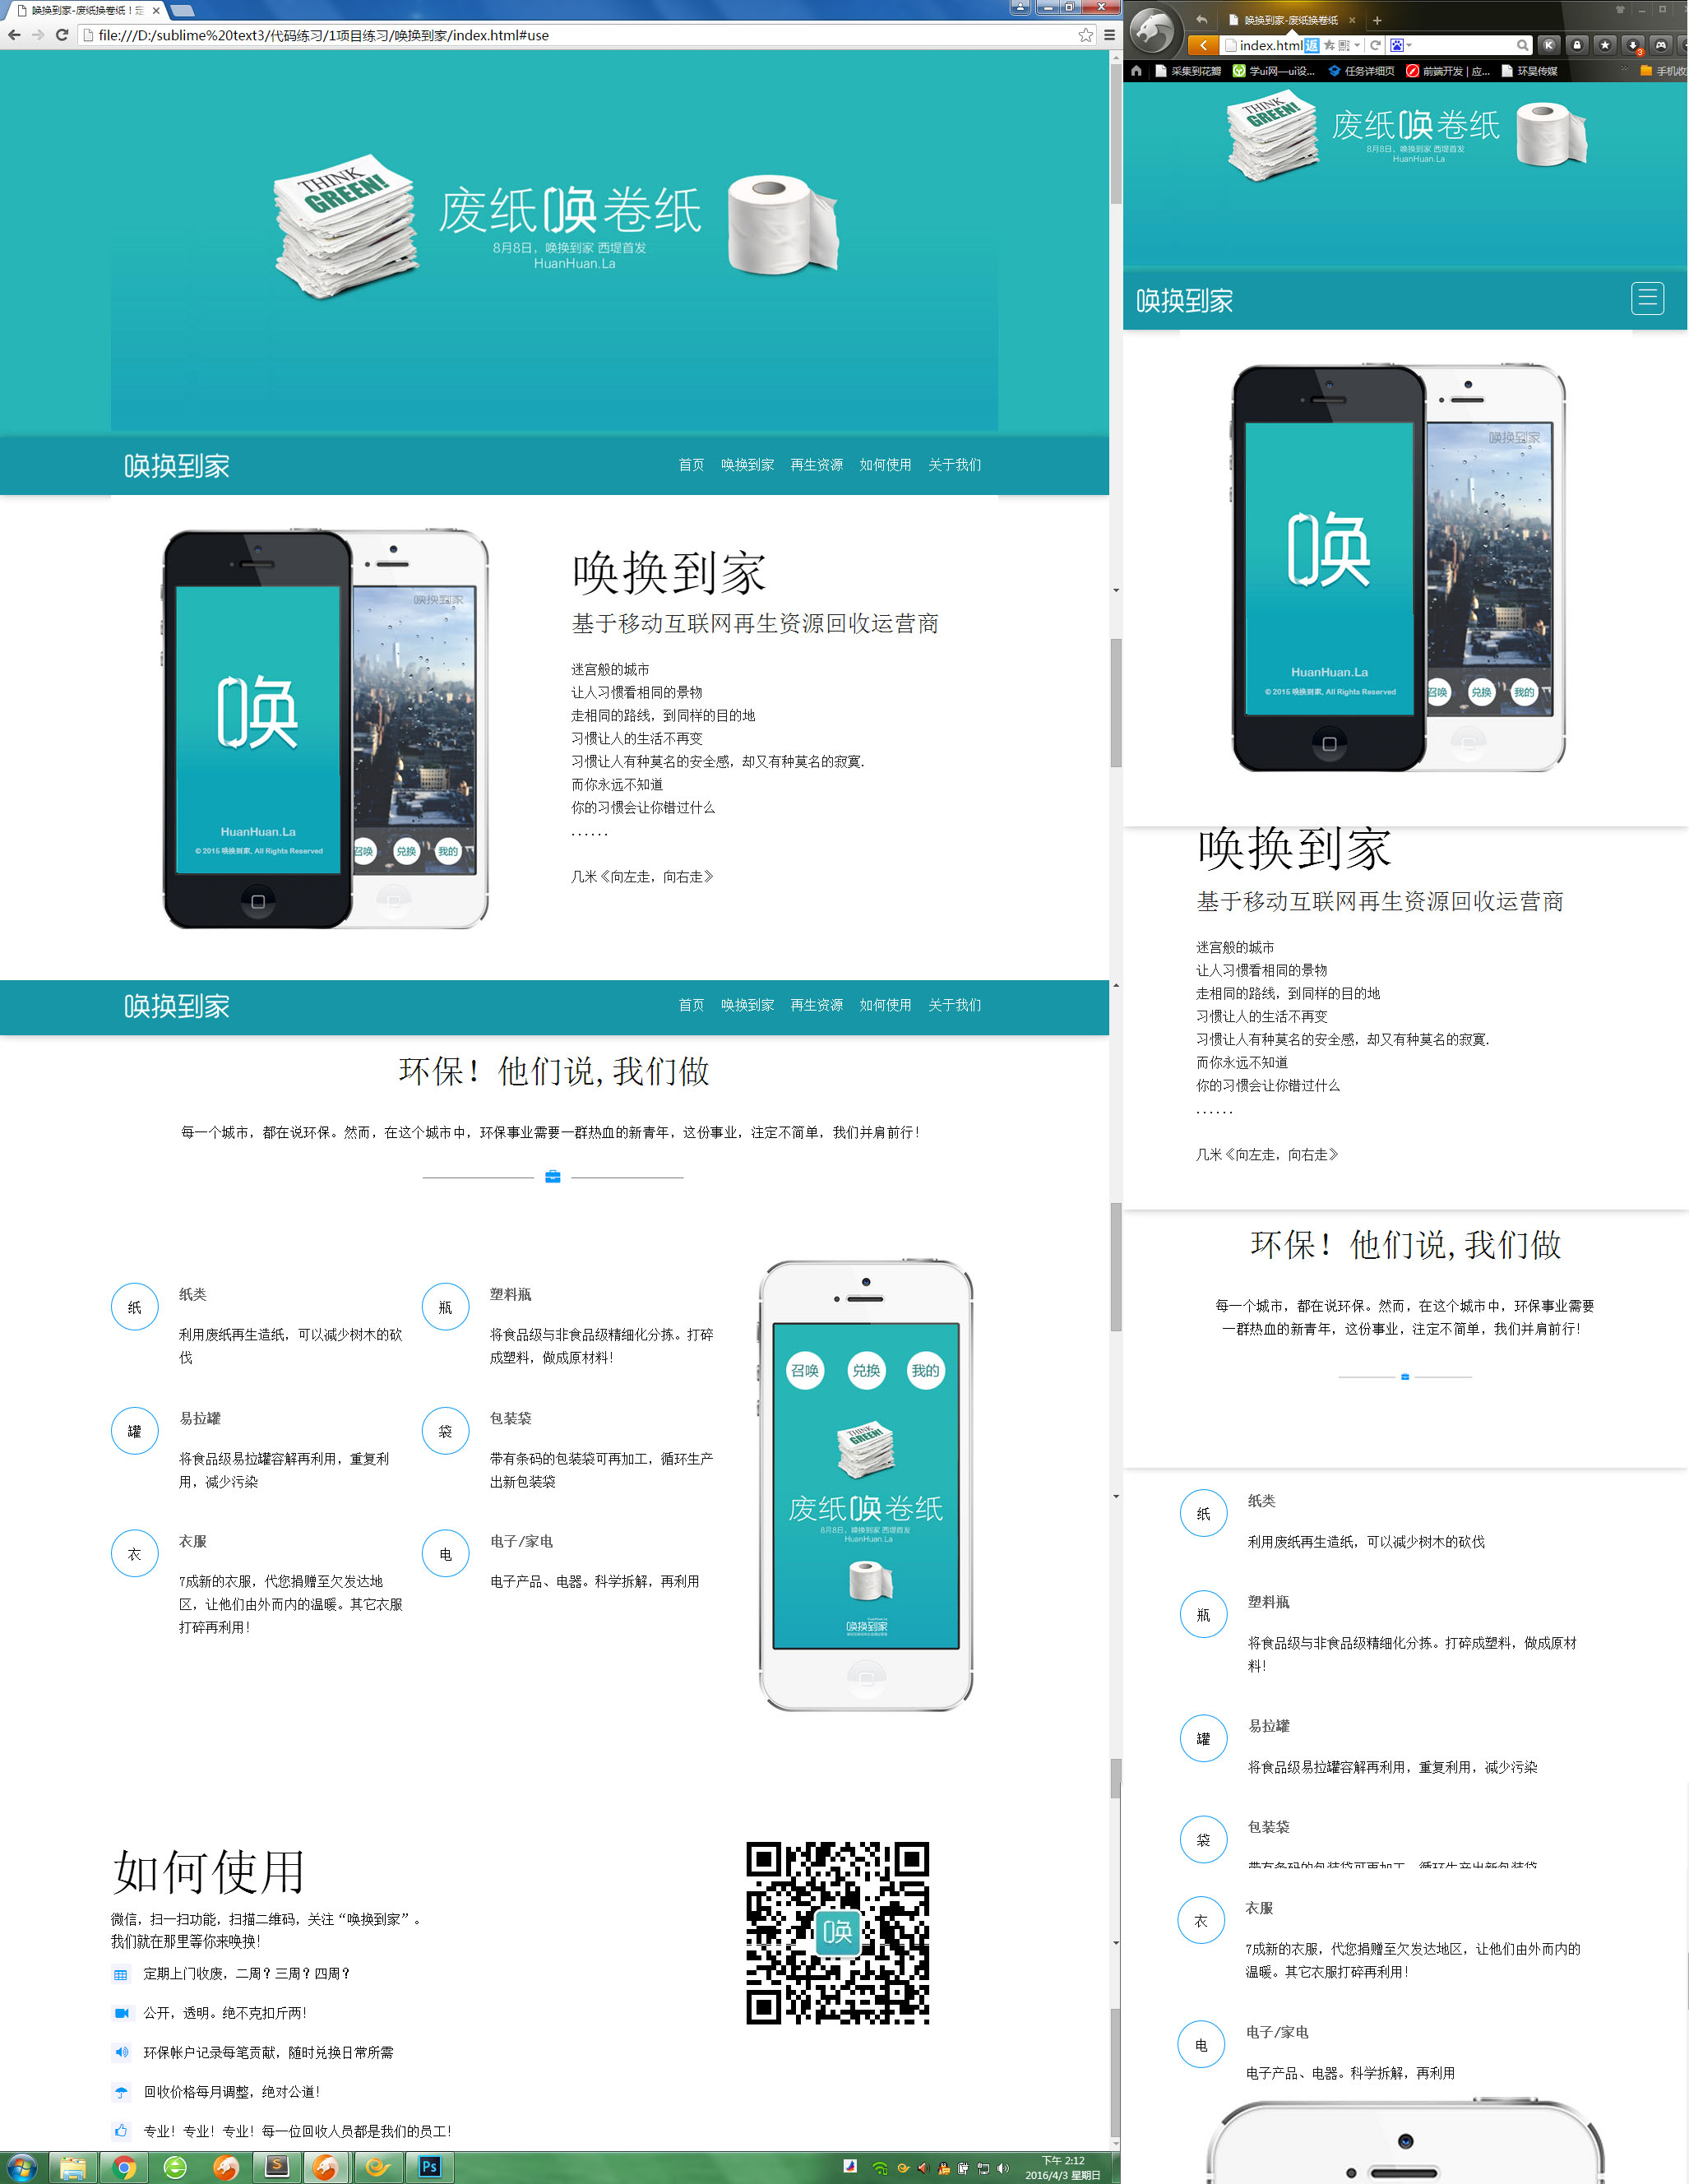 唤换到家-废纸换卷纸！定
file:///D:/sublime%20text3/代码练习/1项目练习/唤换到家/index.html#use
THINK
GREEN!
废纸唤卷纸
8月8日，唤换到家 西堤首发
HuanHuan.La
唤换到家
首页 唤换到家 再生资源 如何使用 关于我们
唤换到家
唤
HuanHuan.La
© 2015 唤换到家, All Rights Reserved
召唤 兑换 我的
唤换到家
基于移动互联网再生资源回收运营商
迷宫般的城市
让人习惯看相同的景物
走相同的路线，到同样的目的地
习惯让人的生活不再变
习惯让人有种莫名的安全感，却又有种莫名的寂寞.
而你永远不知道
你的习惯会让你错过什么
......
几米《向左走，向右走》
唤换到家
首页 唤换到家 再生资源 如何使用 关于我们
环保！他们说,我们做
每一个城市，都在说环保。然而，在这个城市中，环保事业需要一群热血的新青年，这份事业，注定不简单，我们并肩前行！
纸
纸类
利用废纸再生造纸，可以减少树木的砍
伐
瓶
塑料瓶
将食品级与非食品级精细化分拣。打碎
成塑料，做成原材料！
罐
易拉罐
将食品级易拉罐容解再利用，重复利
用，减少污染
袋
包装袋
带有条码的包装袋可再加工，循环生产
出新包装袋
衣
衣服
7成新的衣服，代您捐赠至欠发达地
区，让他们由外而内的温暖。其它衣服
打碎再利用！
电
电子/家电
电子产品、电器。科学拆解，再利用
召唤 兑换 我的
THINK
GREEN!
废纸唤卷纸
8月8日，唤换到家 西堤首发
HuanHuan.La
唤换到家
如何使用
微信，扫一扫功能，扫描二维码，关注“唤换到家”。
我们就在那里等你来唤换！
定期上门收废，二周？三周？四周？
公开，透明。绝不克扣斤两！
环保帐户记录每笔贡献，随时兑换日常所需
回收价格每月调整，绝对公道！
专业！专业！专业！每一位回收人员都是我们的员工！
唤
S
Ps
下午 2:12
2016/4/3 星期日
唤换到家-废纸换卷纸
index.html 返
K
3
采集到花瓣 学ui网—ui设... 任务详细页 前端开发 | 应... 环昊传媒 手机收
THINK
GREEN!
废纸唤卷纸
8月8日，唤换到家 西堤首发
HuanHuan.La
唤换到家
唤换到家
唤
HuanHuan.La
© 2015 唤换到家, All Rights Reserved
召唤 兑换 我的
唤换到家
基于移动互联网再生资源回收运营商
迷宫般的城市
让人习惯看相同的景物
走相同的路线，到同样的目的地
习惯让人的生活不再变
习惯让人有种莫名的安全感，却又有种莫名的寂寞.
而你永远不知道
你的习惯会让你错过什么
......
几米《向左走，向右走》
环保！他们说,我们做
每一个城市，都在说环保。然而，在这个城市中，环保事业需要
一群热血的新青年，这份事业，注定不简单，我们并肩前行！
纸
纸类
利用废纸再生造纸，可以减少树木的砍伐
瓶
塑料瓶
将食品级与非食品级精细化分拣。打碎成塑料，做成原材
料！
罐
易拉罐
将食品级易拉罐容解再利用，重复利用，减少污染
袋
包装袋
带有条码的包装袋可再加工，循环生产出新包装袋
衣
衣服
7成新的衣服，代您捐赠至欠发达地区，让他们由外而内的
温暖。其它衣服打碎再利用！
电
电子/家电
电子产品、电器。科学拆解，再利用